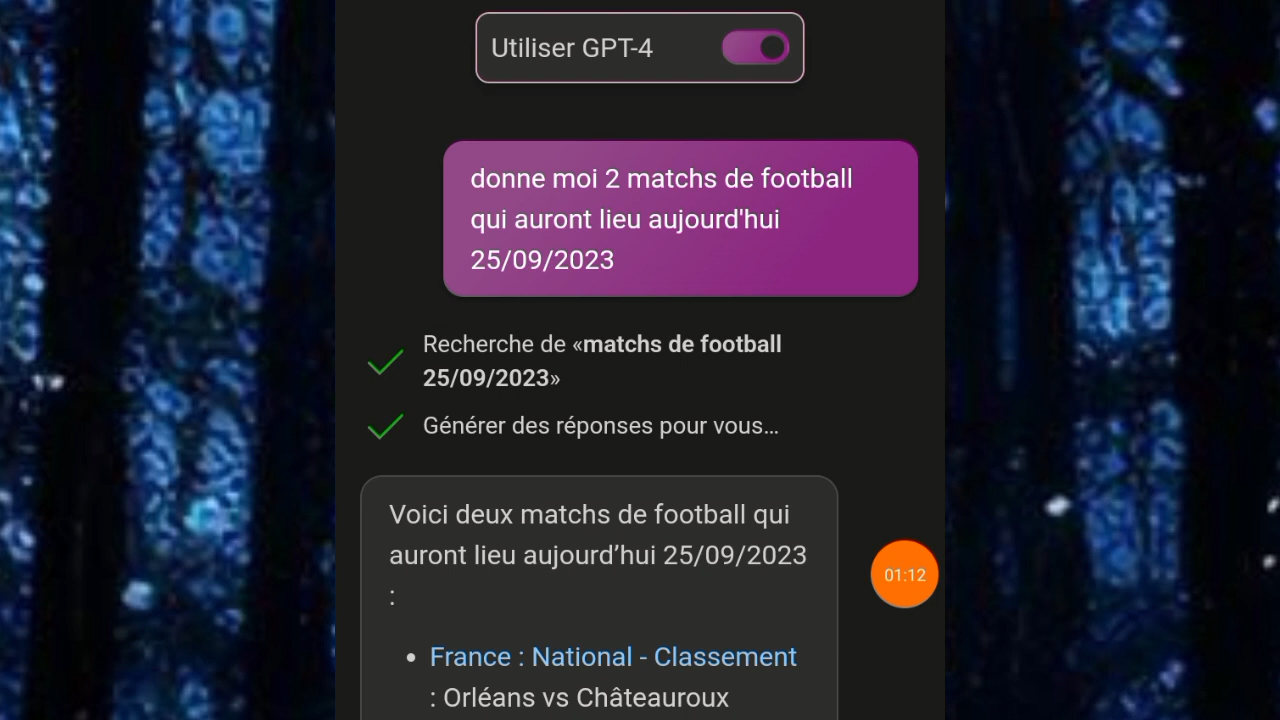 Utiliser GPT-4
donne moi 2 matchs de football
qui auront lieu aujourd'hui
25/09/2023
Recherche de «matchs de football
25/09/2023»
Générer des réponses pour vous…
Voici deux matchs de football qui
auront lieu aujourd’hui 25/09/2023
:
01:12
• France : National - Classement
: Orléans vs Châteauroux